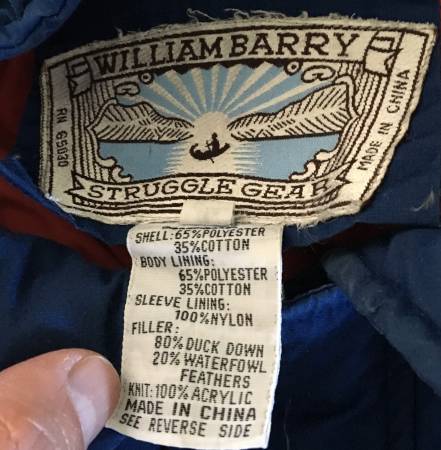 WILLIAM BARRY
RN 65030
MADE IN CHINA
STRUGGLE GEAR
SHELL: 65% POLYESTER
35% COTTON
BODY LINING:
65% POLYESTER
35% COTTON
SLEEVE LINING:
100% NYLON
FILLER:
80% DUCK DOWN
20% WATERFOWL
FEATHERS
KNIT: 100% ACRYLIC
MADE IN CHINA
SEE REVERSE SIDE